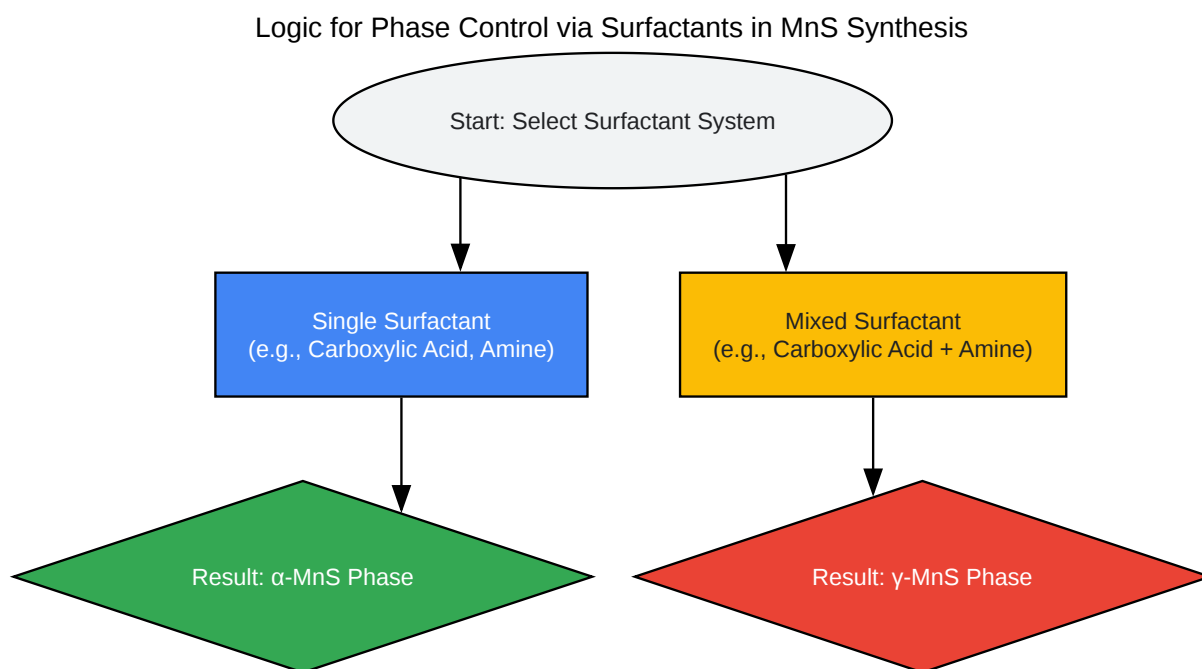 Logic for Phase Control via Surfactants in MnS Synthesis
Start: Select Surfactant System
Single Surfactant
(e.g., Carboxylic Acid, Amine)
Mixed Surfactant
(e.g., Carboxylic Acid + Amine)
Result: α-MnS Phase
Result: γ-MnS Phase